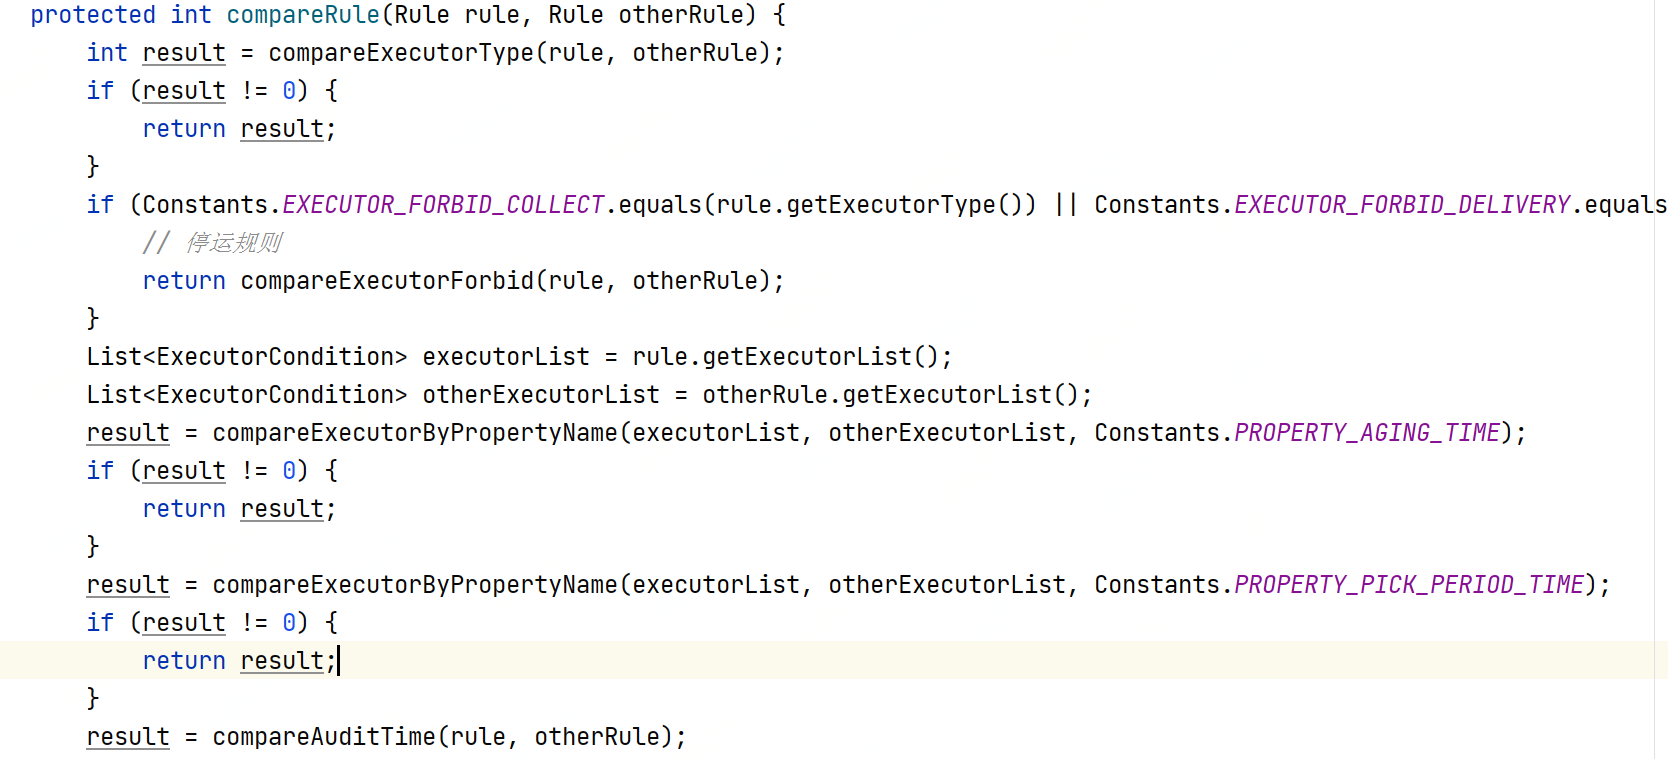 protected int compareRule(Rule rule, Rule otherRule) {
int result = compareExecutorType(rule, otherRule);
if (result != 0) {
return result;
}
if (Constants.EXECUTOR_FORBID_COLLECT.equals(rule.getExecutorType()) || Constants.EXECUTOR_FORBID_DELIVERY.equals
// 停运规则
return compareExecutorForbid(rule, otherRule);
}
List<ExecutorCondition> executorList = rule.getExecutorList();
List<ExecutorCondition> otherExecutorList = otherRule.getExecutorList();
result = compareExecutorByPropertyName(executorList, otherExecutorList, Constants.PROPERTY_AGING_TIME);
if (result != 0) {
return result;
}
result = compareExecutorByPropertyName(executorList, otherExecutorList, Constants.PROPERTY_PICK_PERIOD_TIME);
if (result != 0) {
return result;
}
result = compareAuditTime(rule, otherRule);